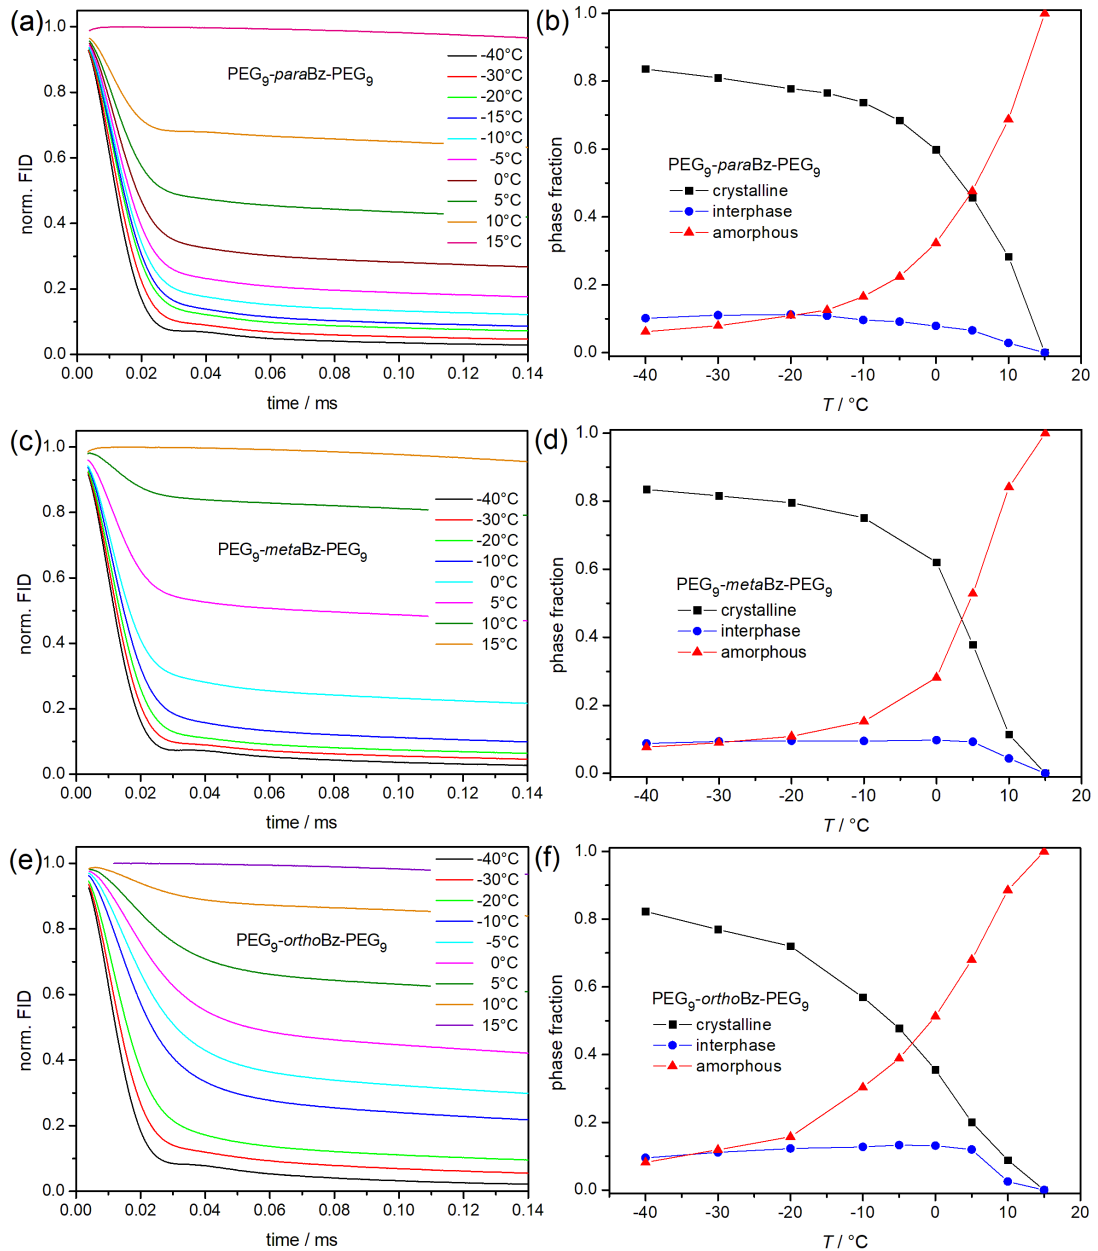 (a)
1.0
0.8
0.6
0.4
0.2
0.0
norm. FID
PEG9-paraBz-PEG9
-40°C
-30°C
-20°C
-15°C
-10°C
-5°C
0°C
5°C
10°C
15°C
0.00 0.02 0.04 0.06 0.08 0.10 0.12 0.14
time / ms
(b)
1.0
0.8
0.6
0.4
0.2
0.0
phase fraction
PEG9-paraBz-PEG9
crystalline
interphase
amorphous
-40 -30 -20 -10 0 10 20
T / °C
(c)
1.0
0.8
0.6
0.4
0.2
0.0
norm. FID
PEG9-metaBz-PEG9
-40°C
-30°C
-20°C
-10°C
0°C
5°C
10°C
15°C
0.00 0.02 0.04 0.06 0.08 0.10 0.12 0.14
time / ms
(d)
1.0
0.8
0.6
0.4
0.2
0.0
phase fraction
PEG9-metaBz-PEG9
crystalline
interphase
amorphous
-40 -30 -20 -10 0 10 20
T / °C
(e)
1.0
0.8
0.6
0.4
0.2
0.0
norm. FID
PEG9-orthoBz-PEG9
-40°C
-30°C
-20°C
-10°C
-5°C
0°C
5°C
10°C
15°C
0.00 0.02 0.04 0.06 0.08 0.10 0.12 0.14
time / ms
(f)
1.0
0.8
0.6
0.4
0.2
0.0
phase fraction
PEG9-orthoBz-PEG9
crystalline
interphase
amorphous
-40 -30 -20 -10 0 10 20
T / °C